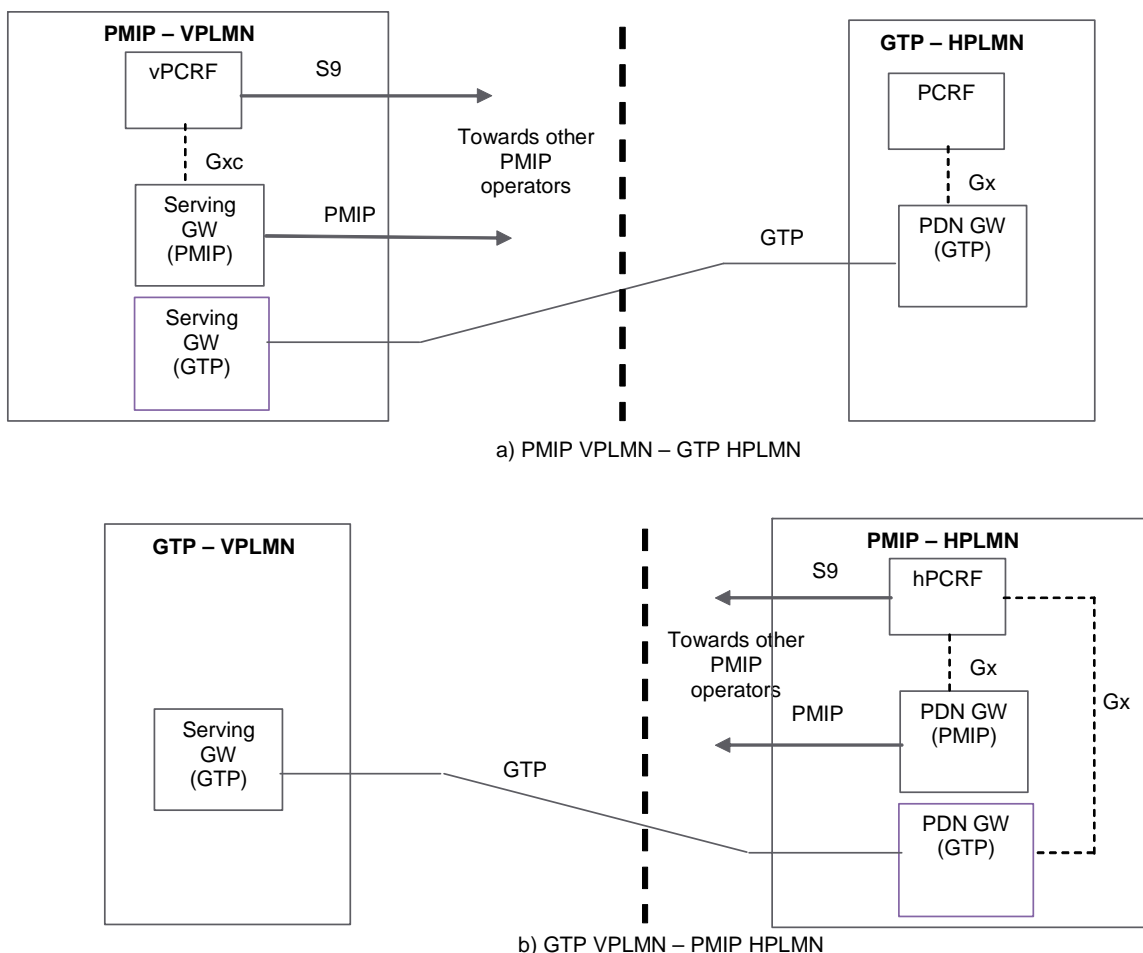 PMIP – VPLMN
vPCRF
S9
Gxc
Serving
GW
(PMIP)
PMIP
Towards other
PMIP
operators
Serving
GW
(GTP)
GTP
GTP – HPLMN
PCRF
Gx
PDN GW
(GTP)
a) PMIP VPLMN – GTP HPLMN
GTP – VPLMN
Serving
GW
(GTP)
GTP
PMIP – HPLMN
S9
hPCRF
Towards other
PMIP
operators
Gx
Gx
PMIP
PDN GW
(PMIP)
PDN GW
(GTP)
b) GTP VPLMN – PMIP HPLMN